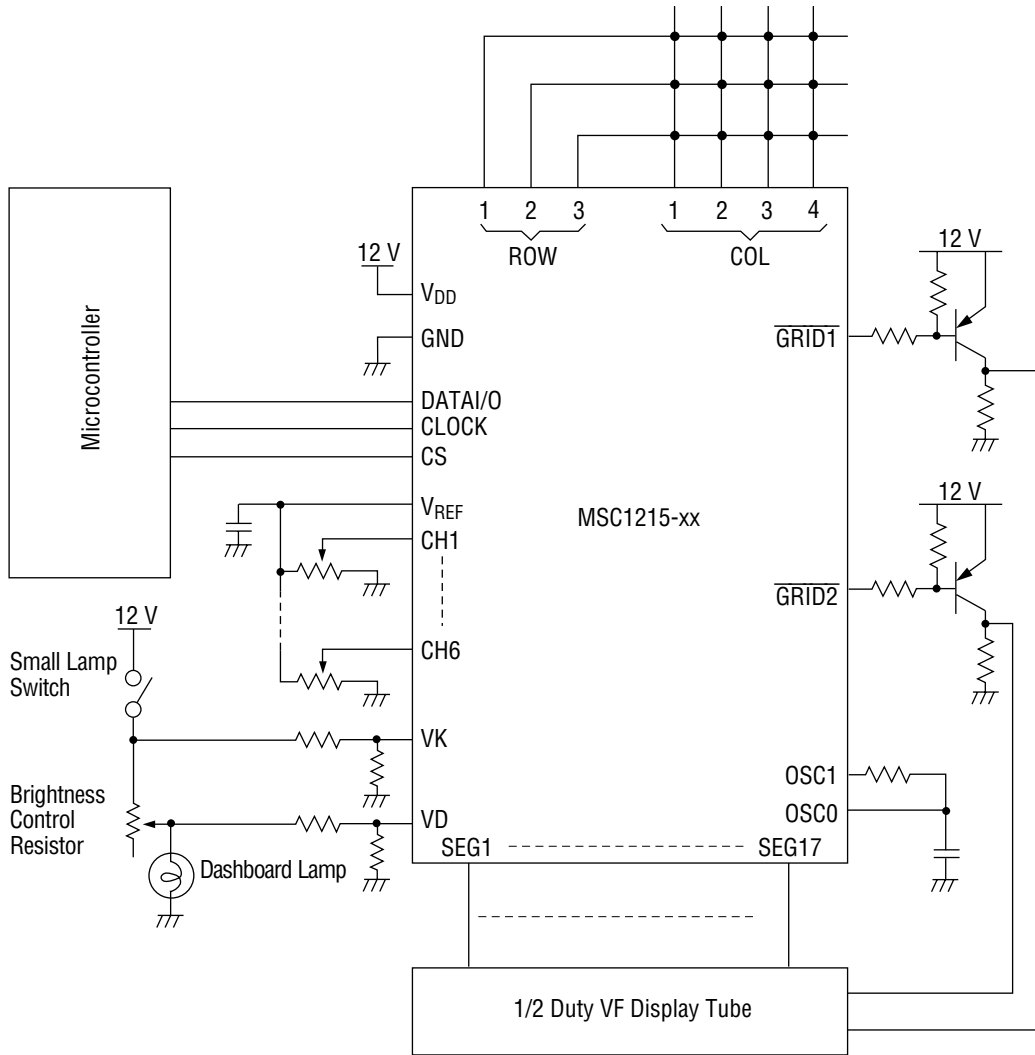 1 2 3
ROW
1 2 3 4
COL
Microcontroller
12 V
VDD
GND
DATAI/O
CLOCK
CS
VREF
CH1
CH6
VK
VD
MSC1215-xx
GRID1
12 V
GRID2
12 V
OSC1
OSC0
SEG1
SEG17
12 V
Small Lamp
Switch
Brightness
Control
Resistor
Dashboard Lamp
1/2 Duty VF Display Tube